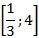 [1/3 ; 4]